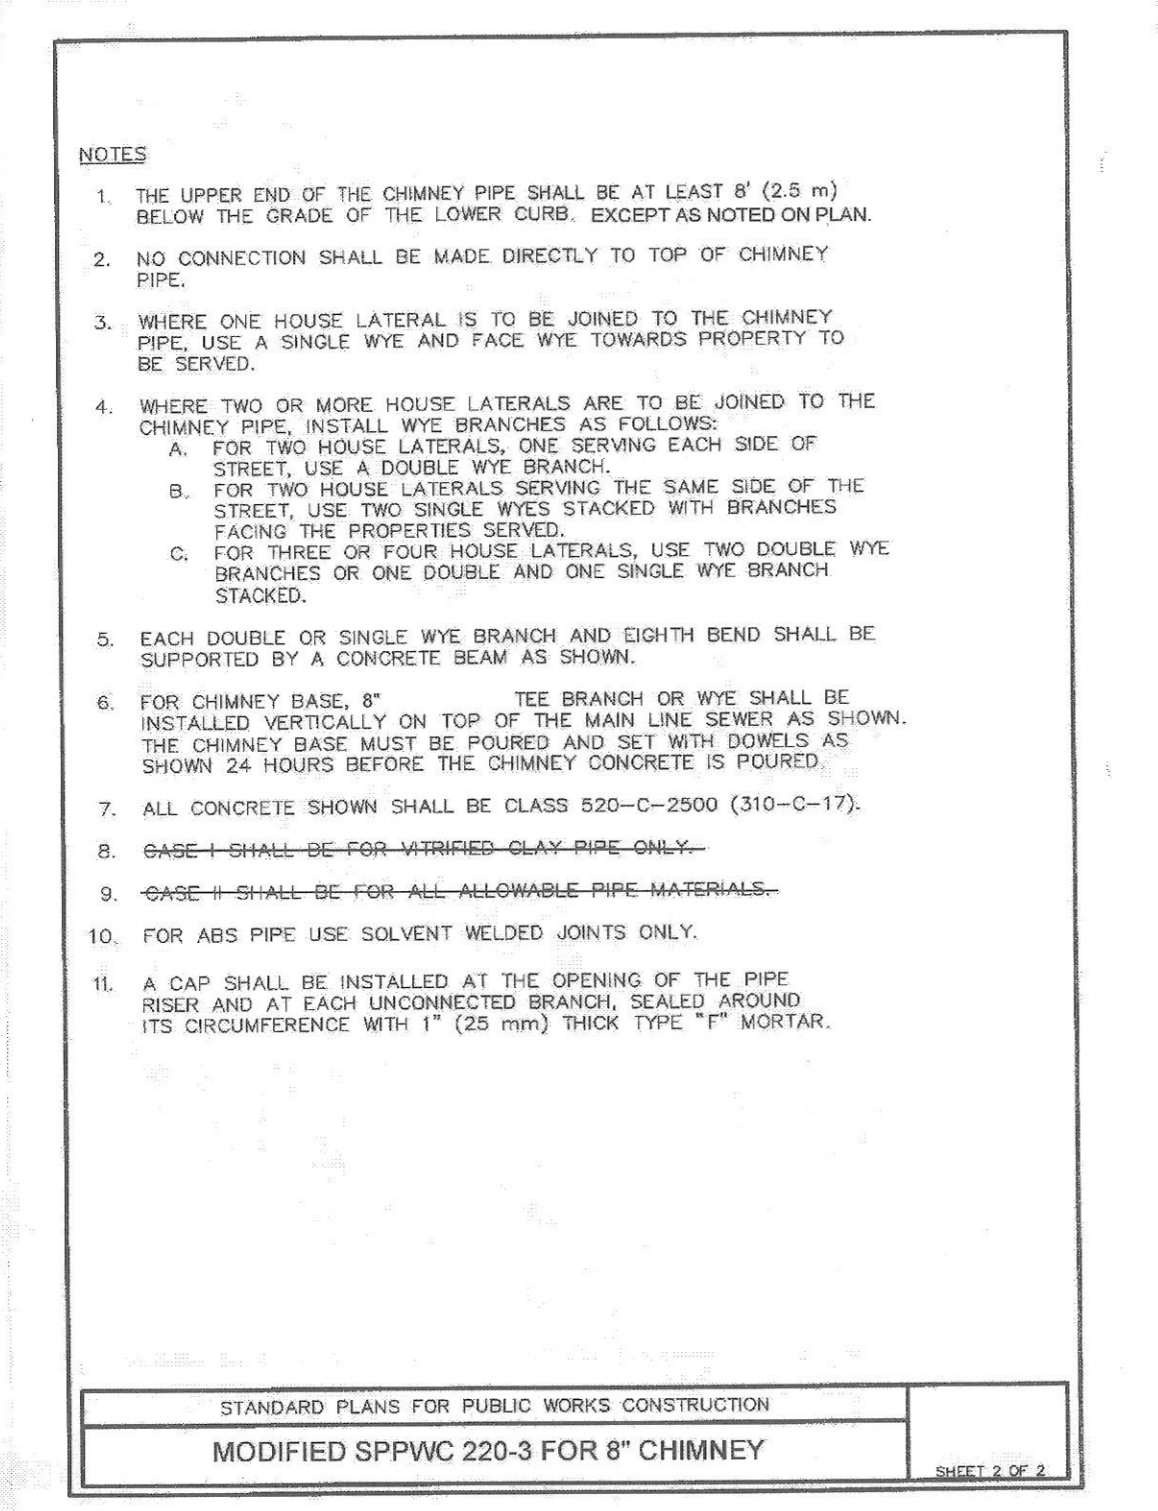 NOTES
1. THE UPPER END OF THE CHIMNEY PIPE SHALL BE AT LEAST 8' (2.5 m)
BELOW THE GRADE OF THE LOWER CURB. EXCEPT AS NOTED ON PLAN.
2. NO CONNECTION SHALL BE MADE DIRECTLY TO TOP OF CHIMNEY
PIPE.
3. WHERE ONE HOUSE LATERAL IS TO BE JOINED TO THE CHIMNEY
PIPE, USE A SINGLE WYE AND FACE WYE TOWARDS PROPERTY TO
BE SERVED.
4. WHERE TWO OR MORE HOUSE LATERALS ARE TO BE JOINED TO THE
CHIMNEY PIPE, INSTALL WYE BRANCHES AS FOLLOWS:
A. FOR TWO HOUSE LATERALS, ONE SERVING EACH SIDE OF
STREET, USE A DOUBLE WYE BRANCH.
B. FOR TWO HOUSE LATERALS SERVING THE SAME SIDE OF THE
STREET, USE TWO SINGLE WYES STACKED WITH BRANCHES
FACING THE PROPERTIES SERVED.
C. FOR THREE OR FOUR HOUSE LATERALS, USE TWO DOUBLE WYE
BRANCHES OR ONE DOUBLE AND ONE SINGLE WYE BRANCH
STACKED.
5. EACH DOUBLE OR SINGLE WYE BRANCH AND EIGHTH BEND SHALL BE
SUPPORTED BY A CONCRETE BEAM AS SHOWN.
6. FOR CHIMNEY BASE, 8" TEE BRANCH OR WYE SHALL BE
INSTALLED VERTICALLY ON TOP OF THE MAIN LINE SEWER AS SHOWN.
THE CHIMNEY BASE MUST BE POURED AND SET WITH DOWELS AS
SHOWN 24 HOURS BEFORE THE CHIMNEY CONCRETE IS POURED.
7. ALL CONCRETE SHOWN SHALL BE CLASS 520-C-2500 (310-C-17).
8. CASE I SHALL BE FOR VITRIFIED CLAY PIPE ONLY.
9. CASE II SHALL BE FOR ALL ALLOWABLE PIPE MATERIALS.
10. FOR ABS PIPE USE SOLVENT WELDED JOINTS ONLY.
11. A CAP SHALL BE INSTALLED AT THE OPENING OF THE PIPE
RISER AND AT EACH UNCONNECTED BRANCH, SEALED AROUND
ITS CIRCUMFERENCE WITH 1" (25 mm) THICK TYPE "F" MORTAR.
STANDARD PLANS FOR PUBLIC WORKS CONSTRUCTION
MODIFIED SPPWC 220-3 FOR 8" CHIMNEY
SHEET 2 OF 2